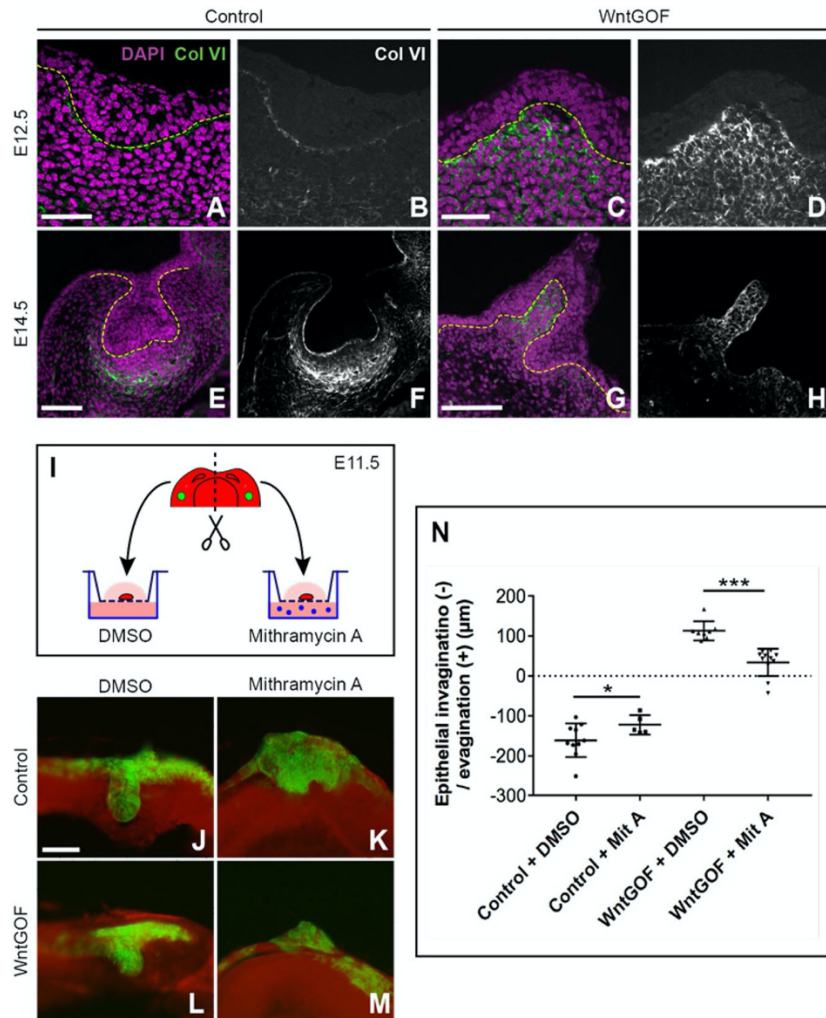 Control WntGOF
DAPI Col VI Col VI
E12.5
A B C D
E14.5
E F G H
I E11.5
DMSO Mithramycin A
DMSO Mithramycin A
Control
J K
WntGOF
L M
N
Epithelial invaginatino (-)
/ evagination (+) (μm)
200
100
0
-100
-200
-300
*
***
Control + DMSO
Control + Mit A
WntGOF + DMSO
WntGOF + Mit A